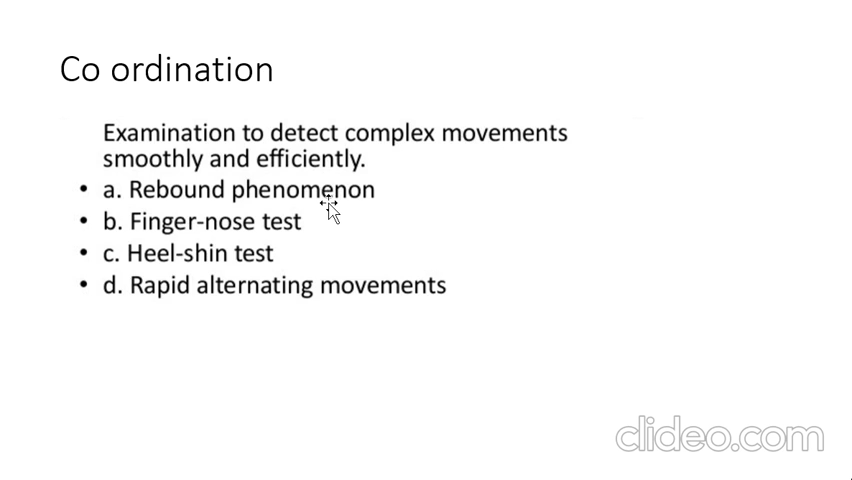 Co ordination
Examination to detect complex movements
smoothly and efficiently.
• a. Rebound phenomenon
• b. Finger-nose test
• c. Heel-shin test
• d. Rapid alternating movements
clideo.com